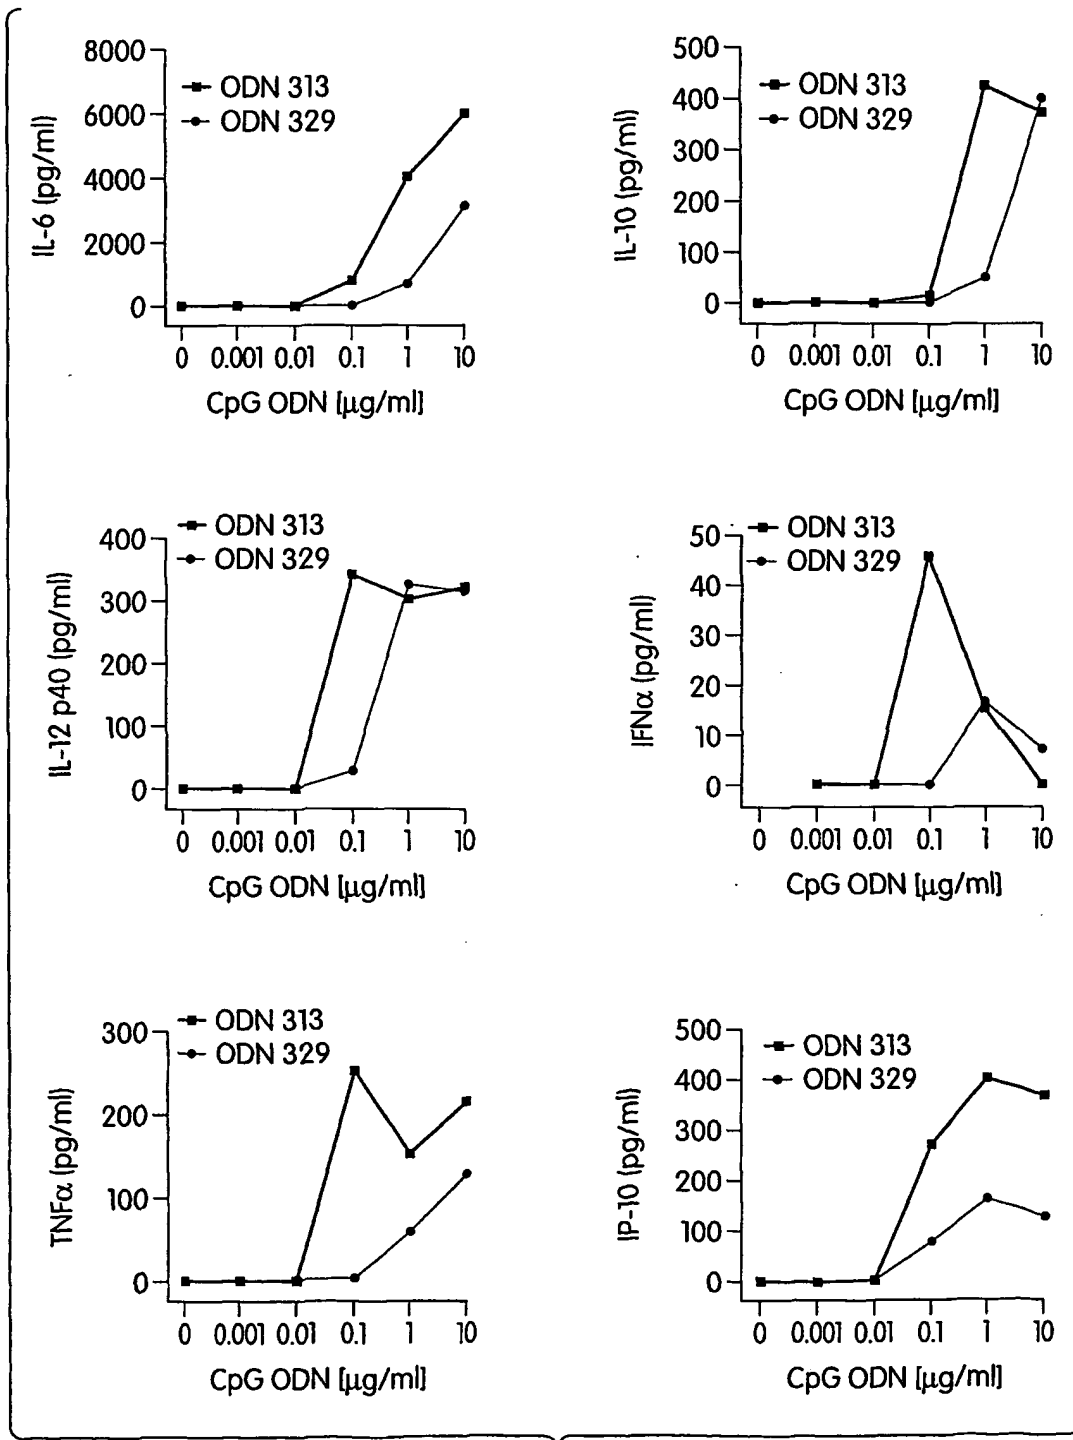 8000
ODN 313
ODN 329
6000
4000
2000
0
IL-6 (pg/ml)
0 0.001 0.01 0.1 1 10
CpG ODN [µg/ml]
500
ODN 313
400
ODN 329
300
200
100
0
IL-10 (pg/ml)
0 0.001 0.01 0.1 1 10
CpG ODN [µg/ml]
ODN 313
400
ODN 329
300
200
100
0
IL-12 p40 (pg/ml)
0 0.001 0.01 0.1 1 10
CpG ODN [µg/ml]
50
ODN 313
ODN 329
40
30
20
10
0
IFNα (pg/ml)
0 0.001 0.01 0.1 1 10
CpG ODN [µg/ml]
300
ODN 313
ODN 329
200
100
0
TNFα (pg/ml)
0 0.001 0.01 0.1 1 10
CpG ODN [µg/ml]
500
ODN 313
400
ODN 329
300
200
100
0
IP-10 (pg/ml)
0 0.001 0.01 0.1 1 10
CpG ODN [µg/ml]